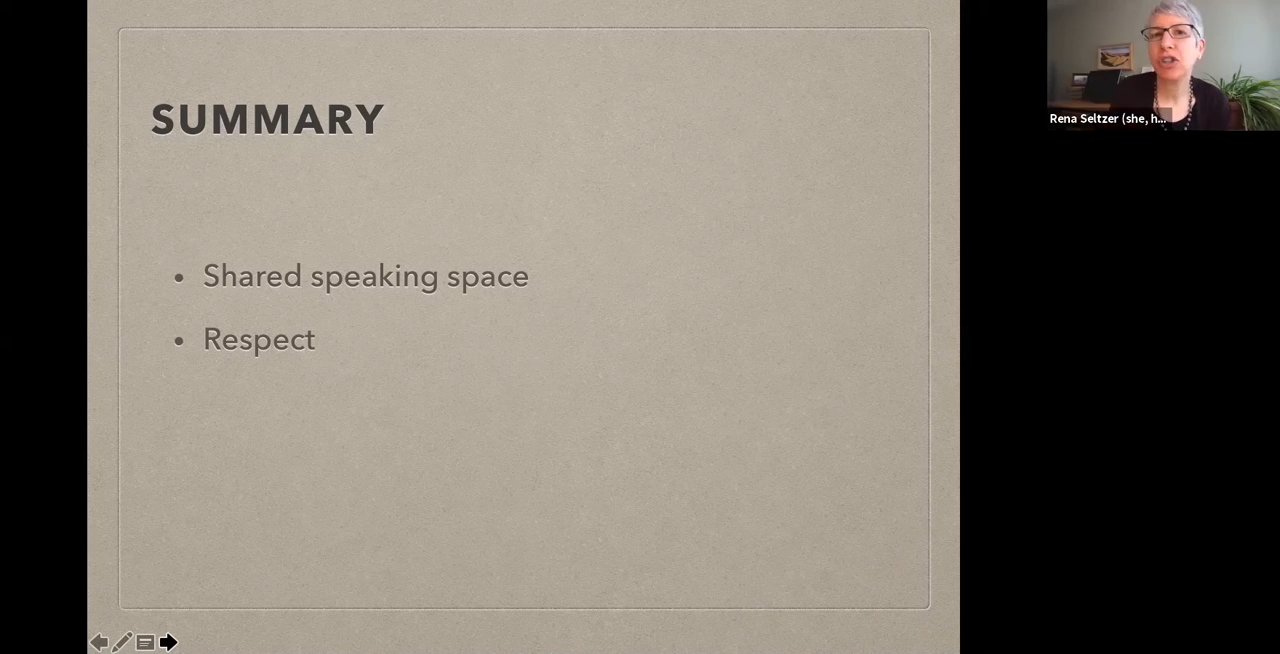 SUMMARY
• Shared speaking space
• Respect
Rena Seltzer (she, h...